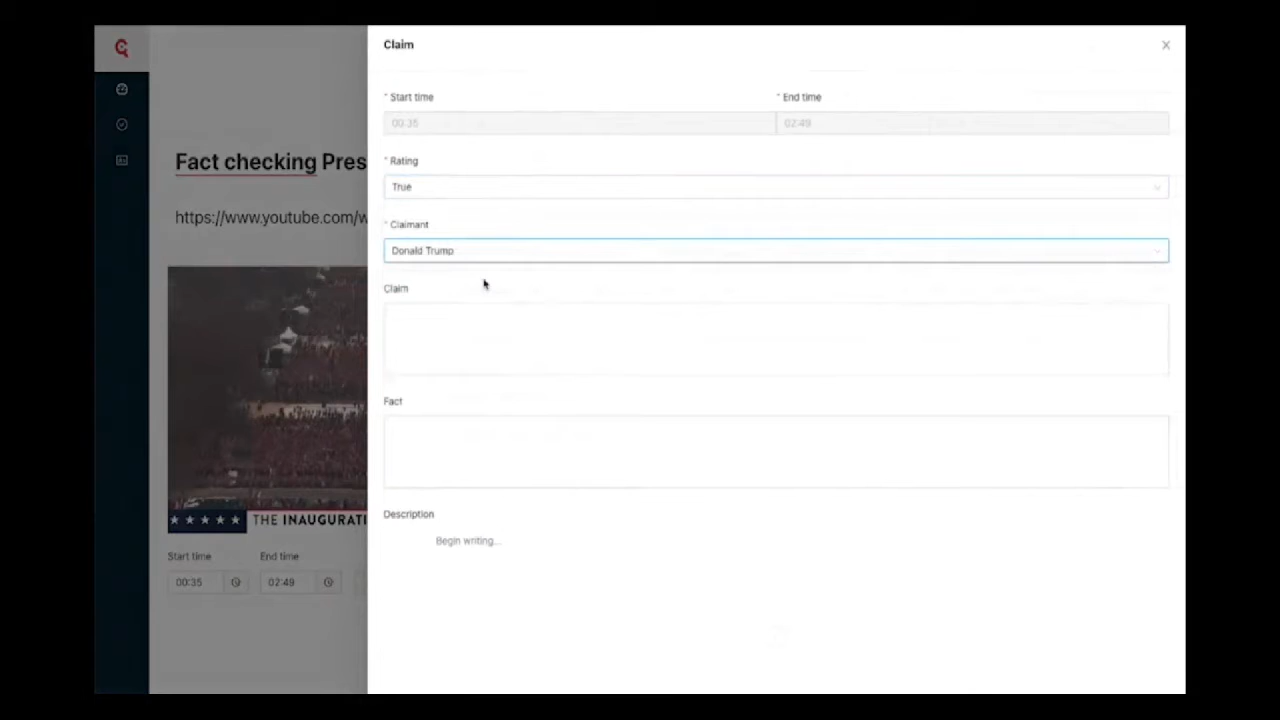 Claim
* Start time
* End time
00:35
02:49
* Rating
True
* Claimant
Donald Trump
Claim
Fact
Description
Begin writing...
Fact checking Pres
https://www.youtube.com/w
THE INAUGURATI
Start time
End time
00:35
02:49